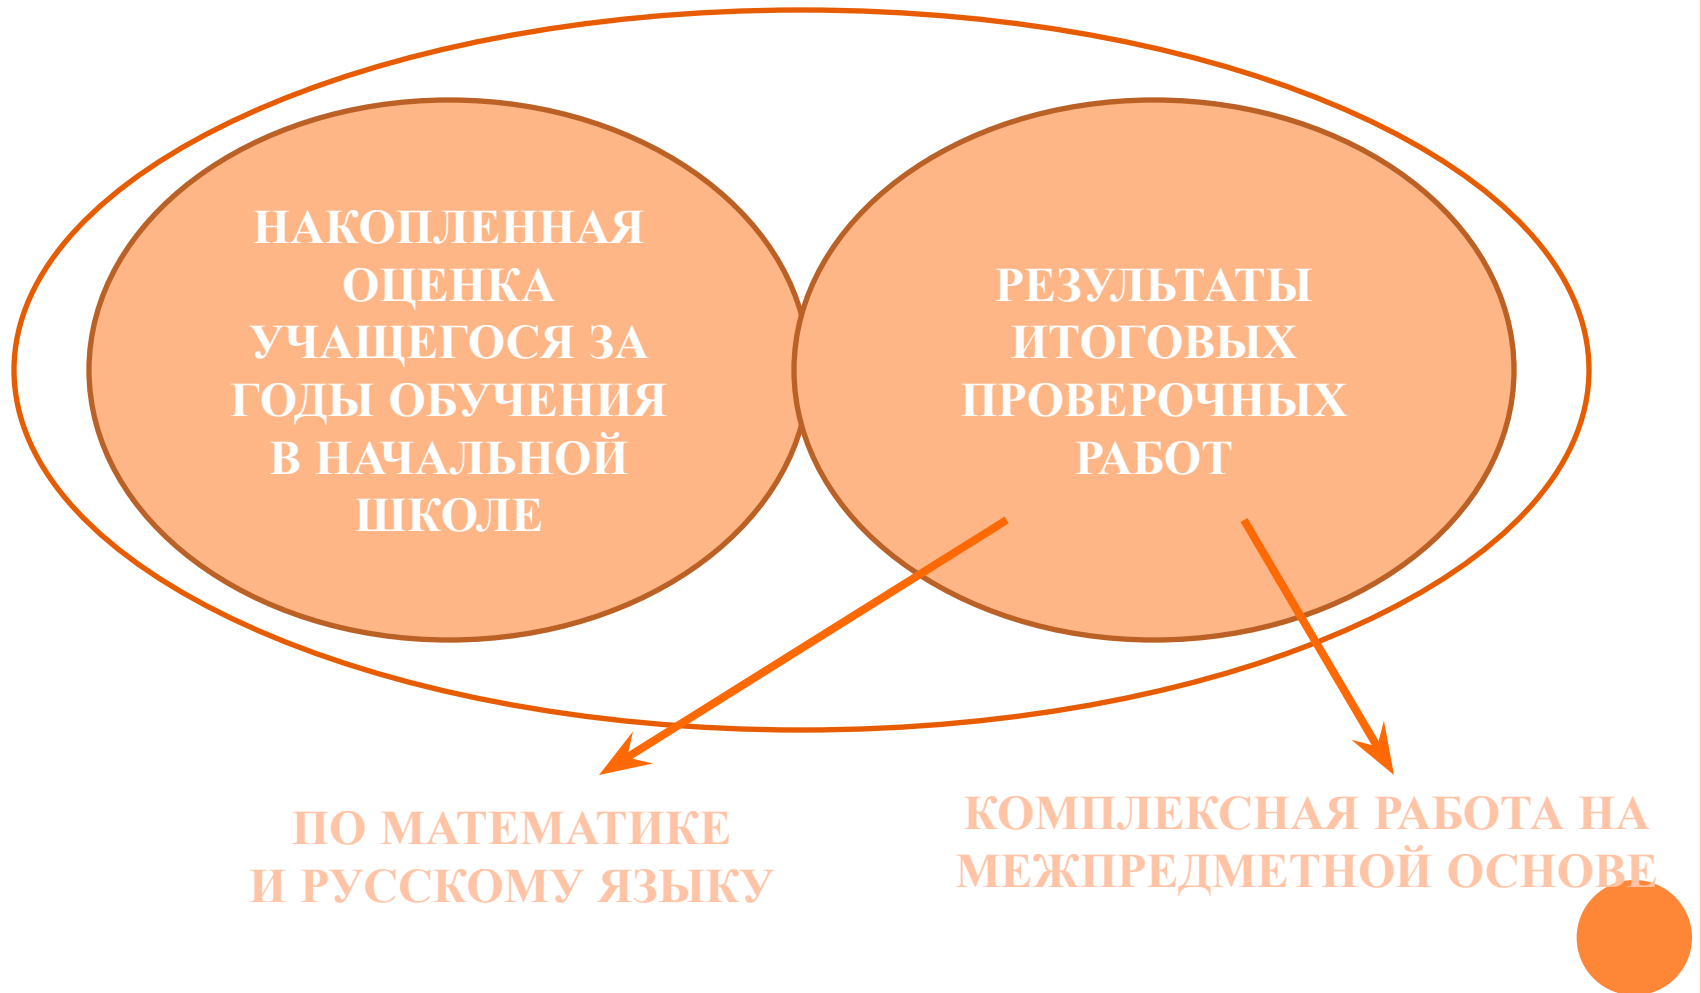 НАКОПЛЕННАЯ
ОЦЕНКА
УЧАЩЕГОСЯ ЗА
ГОДЫ ОБУЧЕНИЯ
В НАЧАЛЬНОЙ
ШКОЛЕ
РЕЗУЛЬТАТЫ
ИТОГОВЫХ
ПРОВЕРОЧНЫХ
РАБОТ
ПО МАТЕМАТИКЕ
И РУССКОМУ ЯЗЫКУ
КОМПЛЕКСНАЯ РАБОТА НА
МЕЖПРЕДМЕТНОЙ ОСНОВЕ